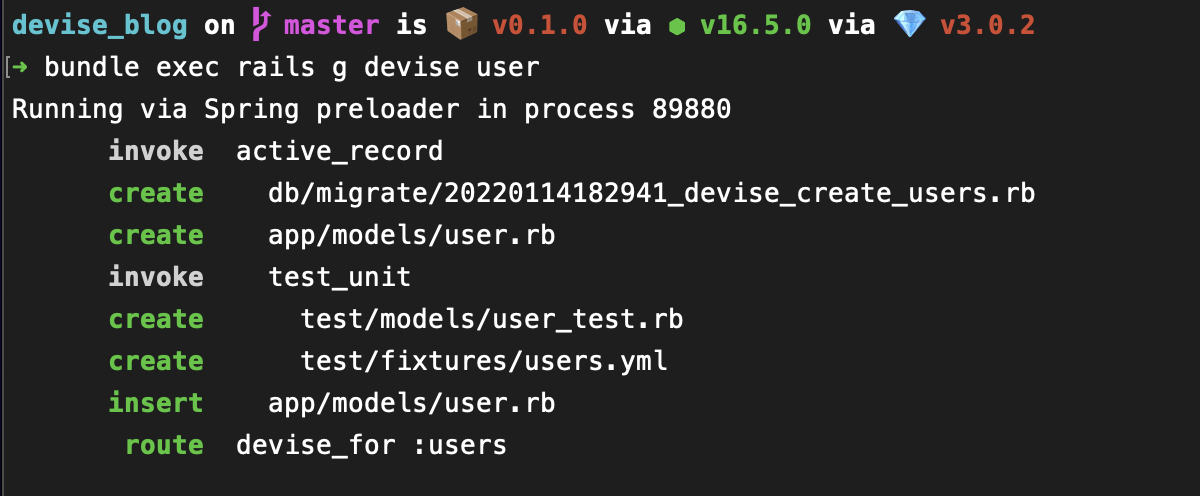 devise_blog on master is 📦 v0.1.0 via ⬢ v16.5.0 via 💎 v3.0.2
[➜ bundle exec rails g devise user
Running via Spring preloader in process 89880
invoke active_record
create db/migrate/20220114182941_devise_create_users.rb
create app/models/user.rb
invoke test_unit
create test/models/user_test.rb
create test/fixtures/users.yml
insert app/models/user.rb
route devise_for :users